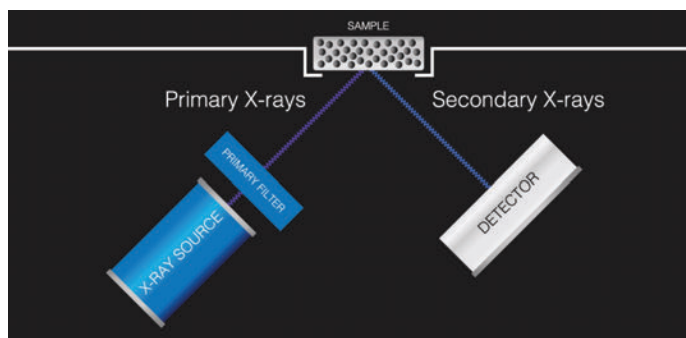 SAMPLE
Primary X-rays
Secondary X-rays
PRIMARY FILTER
X-RAY SOURCE
DETECTOR